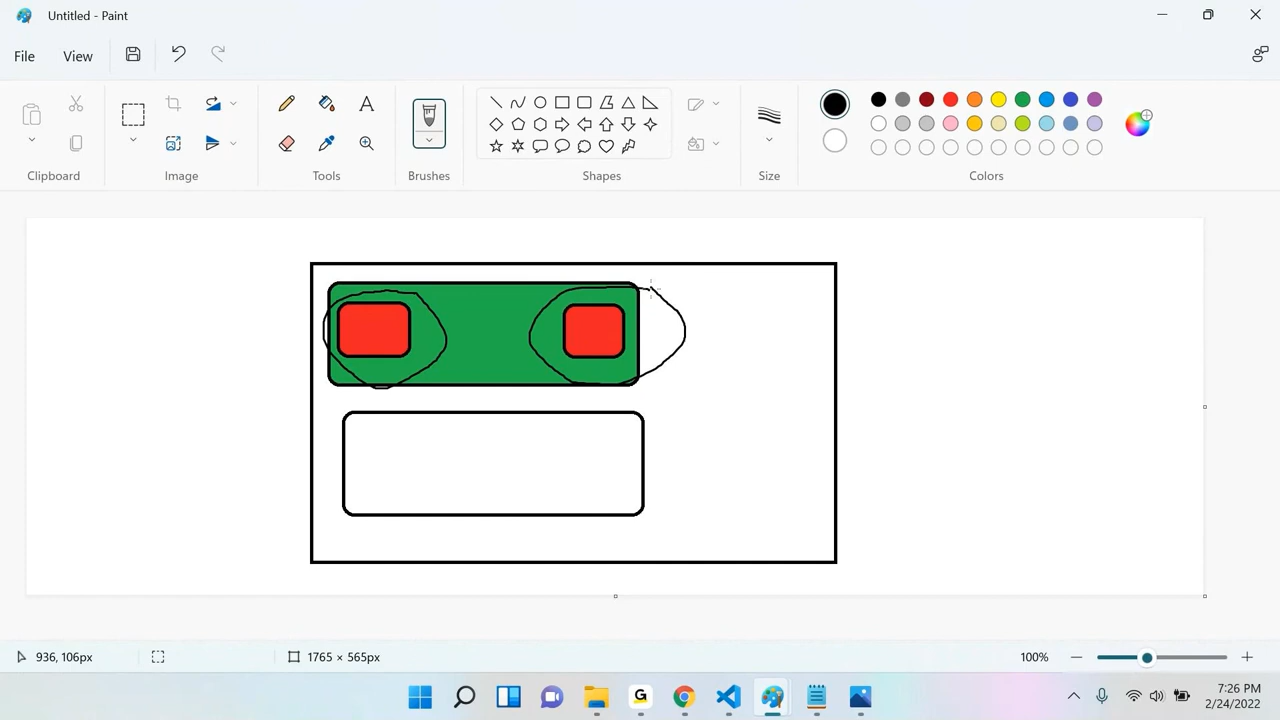 Untitled - Paint
File View
Clipboard Image Tools Brushes Shapes Size Colors
936, 106px 1765 × 565px 100%
7:26 PM
2/24/2022